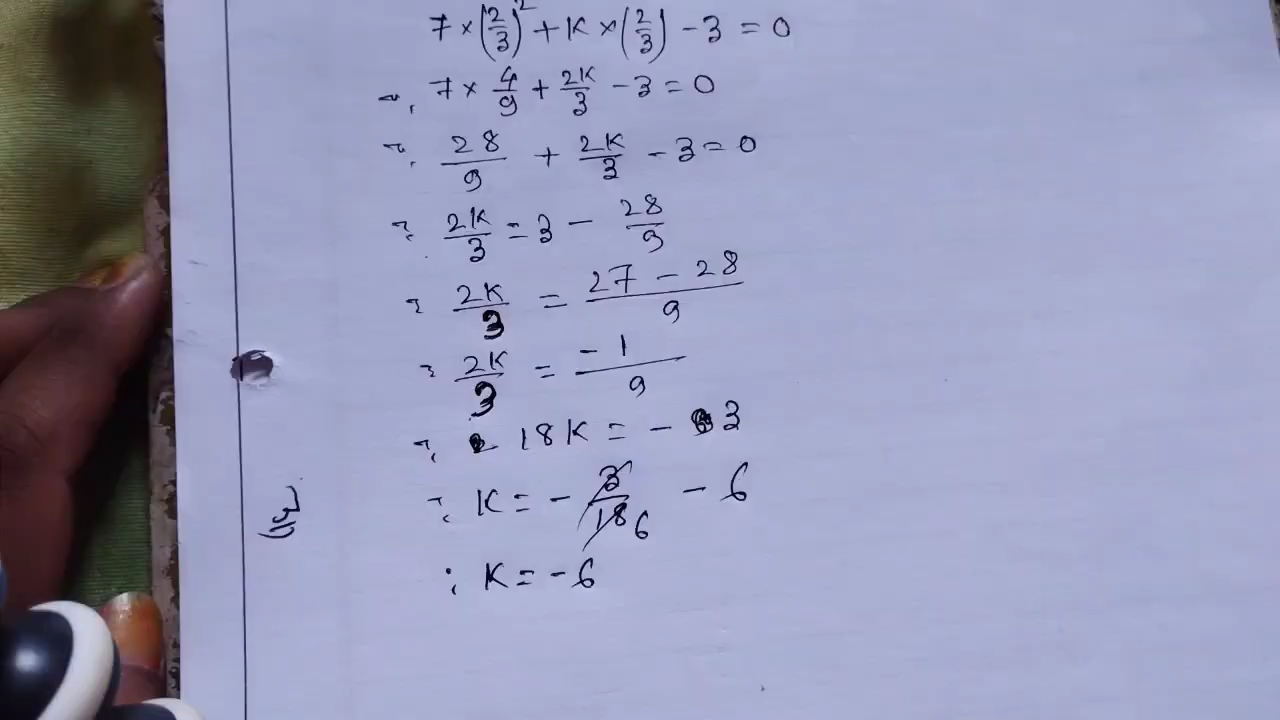 7 × (2/3)² + K × (2/3) − 3 = 0
∴ 7 × 4/9 + 2K/3 − 3 = 0
∴ 28/9 + 2K/3 − 3 = 0
∴ 2K/3 = 3 − 28/9
∴ 2K/3 = 27 − 28/9
∴ 2K/3 = −1/9
∴ 18K = − 3
∴ K = − 3/18 6 − 6
∴ K = −6